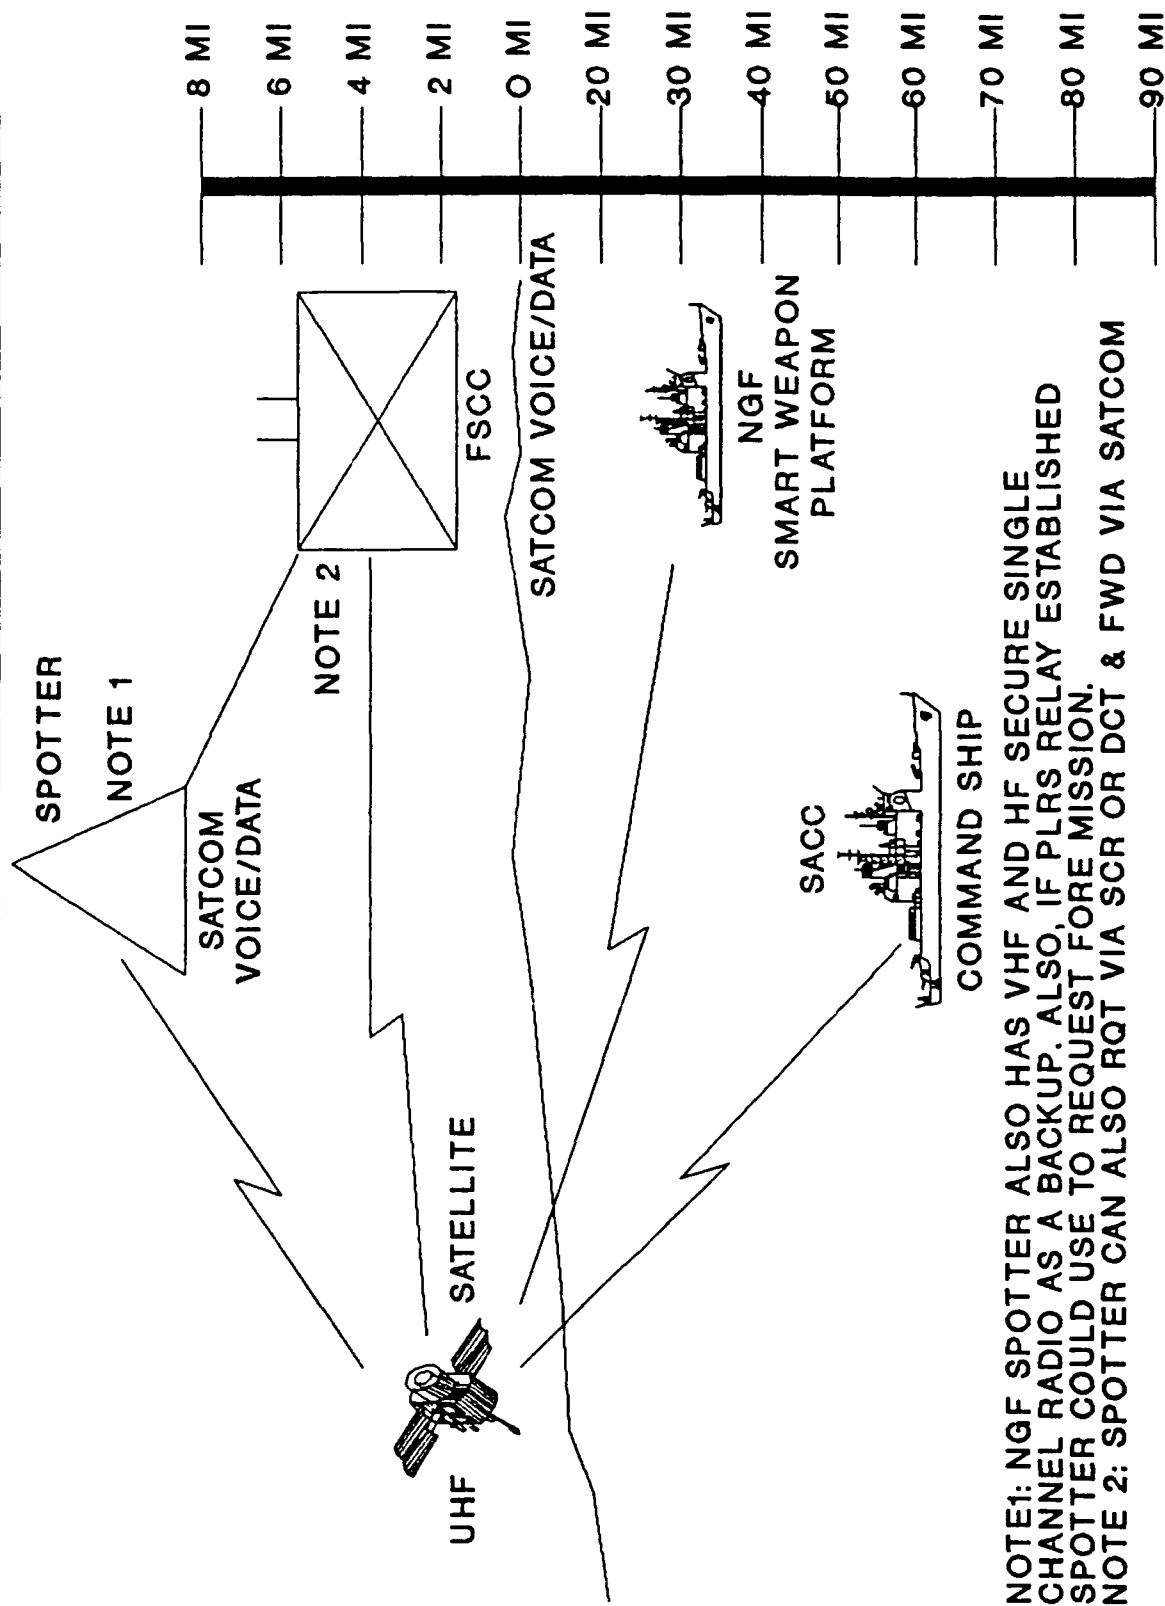 SPOTTER
NOTE 1
SATCOM
VOICE/DATA
NOTE 2
FSCC
UHF
SATELLITE
SATCOM VOICE/DATA
NGF
SMART WEAPON
PLATFORM
SACC
COMMAND SHIP
8 MI
6 MI
4 MI
2 MI
0 MI
20 MI
30 MI
40 MI
50 MI
60 MI
70 MI
80 MI
90 MI
NOTE1: NGF SPOTTER ALSO HAS VHF AND HF SECURE SINGLE
CHANNEL RADIO AS A BACKUP. ALSO, IF PLRS RELAY ESTABLISHED
SPOTTER COULD USE TO REQUEST FORE MISSION.
NOTE 2: SPOTTER CAN ALSO RQT VIA SCR OR DCT & FWD VIA SATCOM